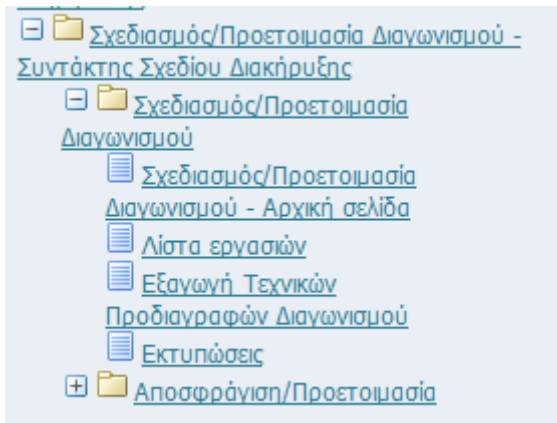 Σχεδιασμός/Προετοιμασία Διαγωνισμού -
Συντάκτης Σχεδίου Διακήρυξης
Σχεδιασμός/Προετοιμασία
Διαγωνισμού
Σχεδιασμός/Προετοιμασία
Διαγωνισμού - Αρχική σελίδα
Λίστα εργασιών
Εξαγωγή Τεχνικών
Προδιαγραφών Διαγωνισμού
Εκτυπώσεις
Αποσφράγιση/Προετοιμασία